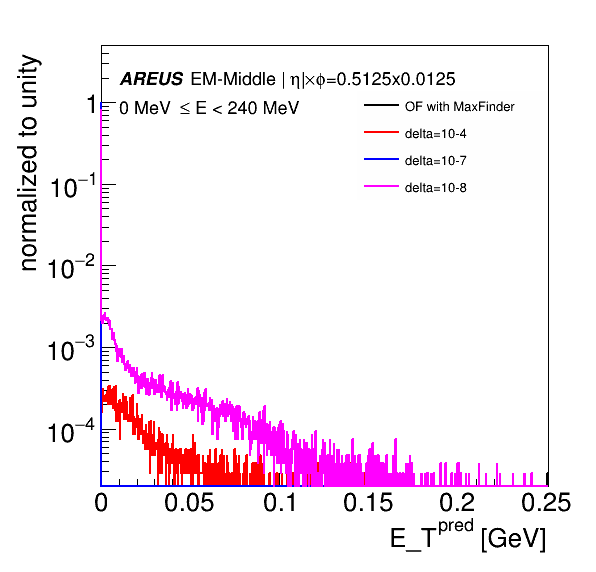 AREUS EM-Middle | η|×ϕ=0.5125x0.0125
0 MeV ≤ E < 240 MeV
OF with MaxFinder
delta=10-4
delta=10-7
delta=10-8
normalized to unity
1
10⁻¹
10⁻²
10⁻³
10⁻⁴
0 0.05 0.1 0.15 0.2 0.25
E_T^pred [GeV]